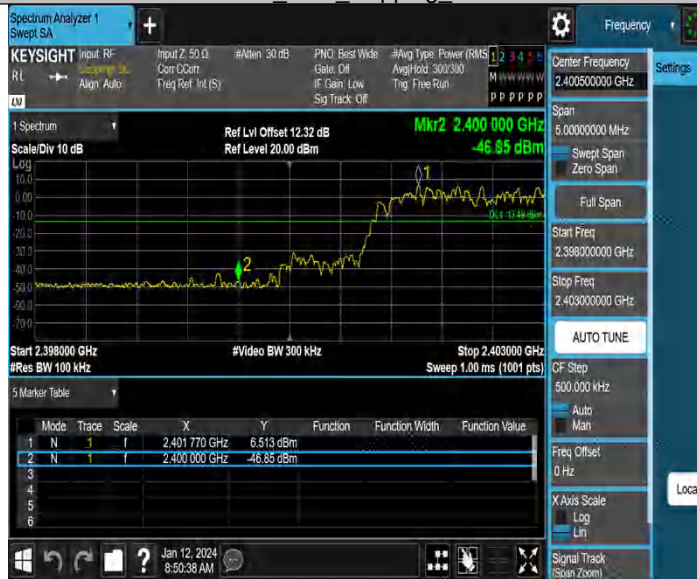 Spectrum Analyzer 1
Swept SA
+
Frequency
KEYSIGHT Input: RF
RL
Align: Auto
Input Z: 50 Ω
Corr CCorr
Freq Ref: Int (S)
#Atten: 30 dB
PNO: Best Wide
Gate: Off
IF Gain: Low
Sig Track: Off
#Avg Type: Power (RMS
Avg|Hold: 300/300
Trig: Free Run
1 2 3 4 5 6
M W W W W W
P P P P P P
LXI
Center Frequency
2.400500000 GHz
Settings
1 Spectrum
Scale/Div 10 dB
Ref Lvl Offset 12.32 dB
Ref Level 20.00 dBm
Mkr2 2.400 000 GHz
-46.85 dBm
Span
5.00000000 MHz
Swept Span
Zero Span
Full Span
Start Freq
2.398000000 GHz
Stop Freq
2.403000000 GHz
AUTO TUNE
Log
10.0
0.00
-10.0
-20.0
-30.0
-40.0
-50.0
-60.0
-70.0
1
2
Start 2.398000 GHz
#Res BW 100 kHz
#Video BW 300 kHz
Stop 2.403000 GHz
Sweep 1.00 ms (1001 pts)
CF Step
500.000 kHz
Auto
Man
Freq Offset
0 Hz
X Axis Scale
Log
Lin
Signal Track
(Span Zoom)
Loca
5 Marker Table
Mode Trace Scale X Y Function Function Width Function Value
1 N 1 f 2.401 770 GHz 6.513 dBm
2 N 1 f 2.400 000 GHz -46.85 dBm
3
4
5
6
?
Jan 12, 2024
8:50:38 AM